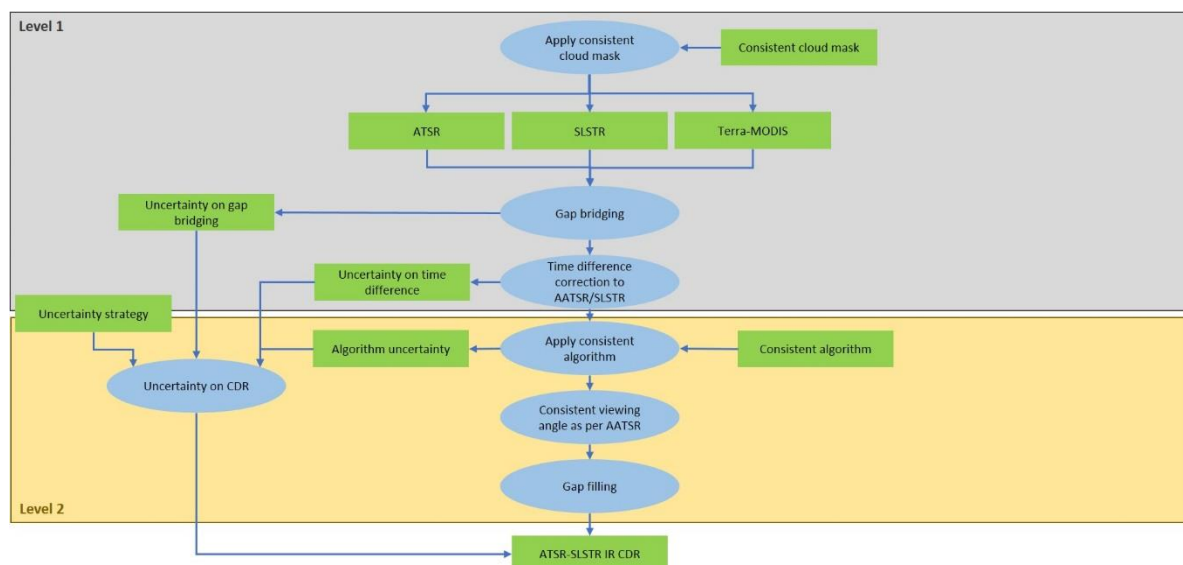 Level 1
Apply consistent
cloud mask
Consistent cloud mask
ATSR
SLSTR
Terra-MODIS
Uncertainty on gap
bridging
Gap bridging
Uncertainty on time
difference
Time difference
correction to
AATSR/SLSTR
Uncertainty strategy
Algorithm uncertainty
Apply consistent
algorithm
Consistent algorithm
Uncertainty on CDR
Consistent viewing
angle as per AATSR
Gap filling
Level 2
ATSR-SLSTR IR CDR